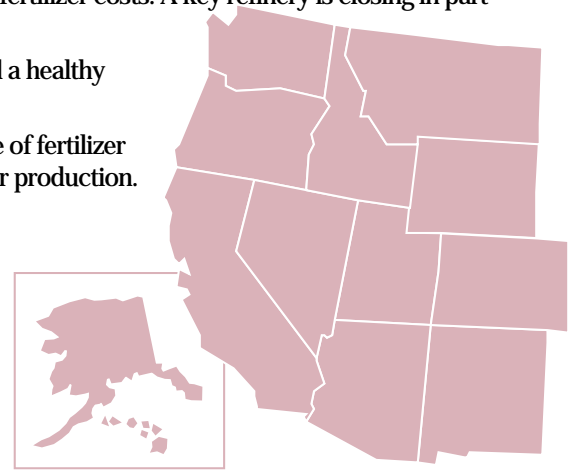 fertilizer costs. A key refinery is closing in part
a healthy
of fertilizer
production.